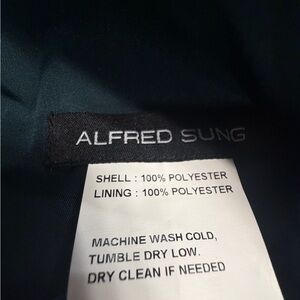 ALFRED SUNG
SHELL : 100% POLYESTER
LINING : 100% POLYESTER
MACHINE WASH COLD,
TUMBLE DRY LOW.
DRY CLEAN IF NEEDED